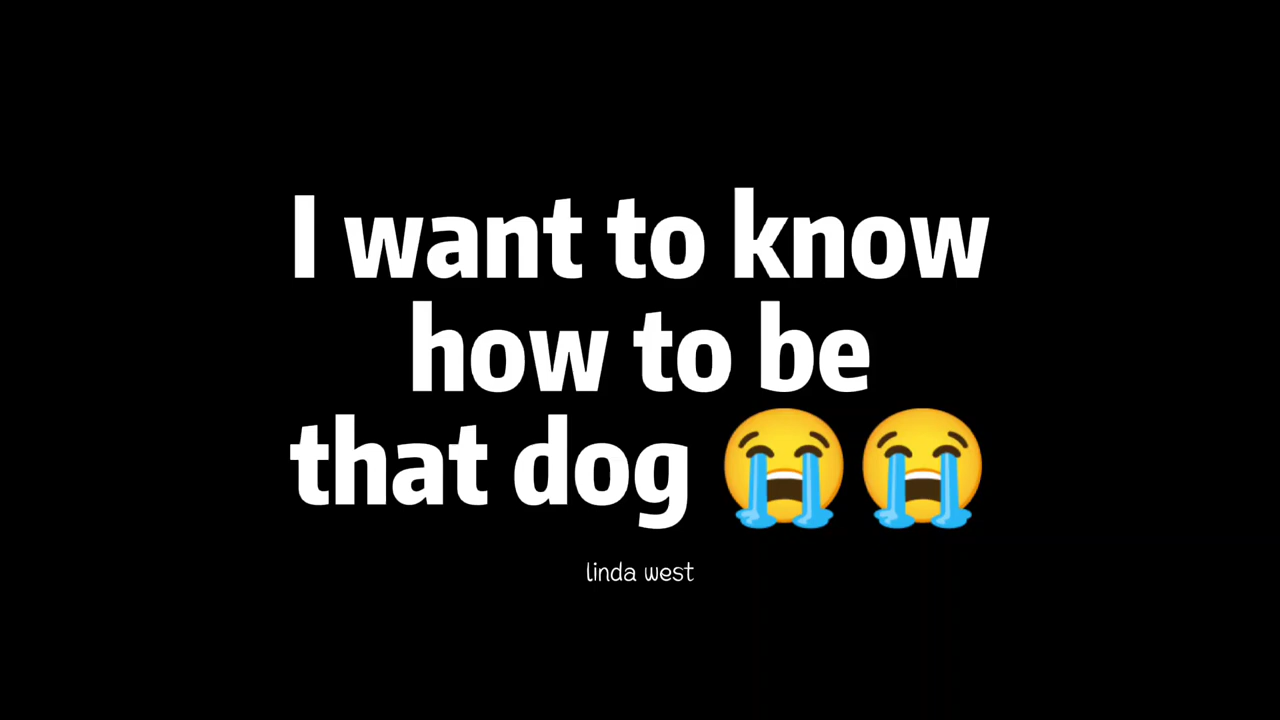 I want to know
how to be
that dog 😭😭
linda west